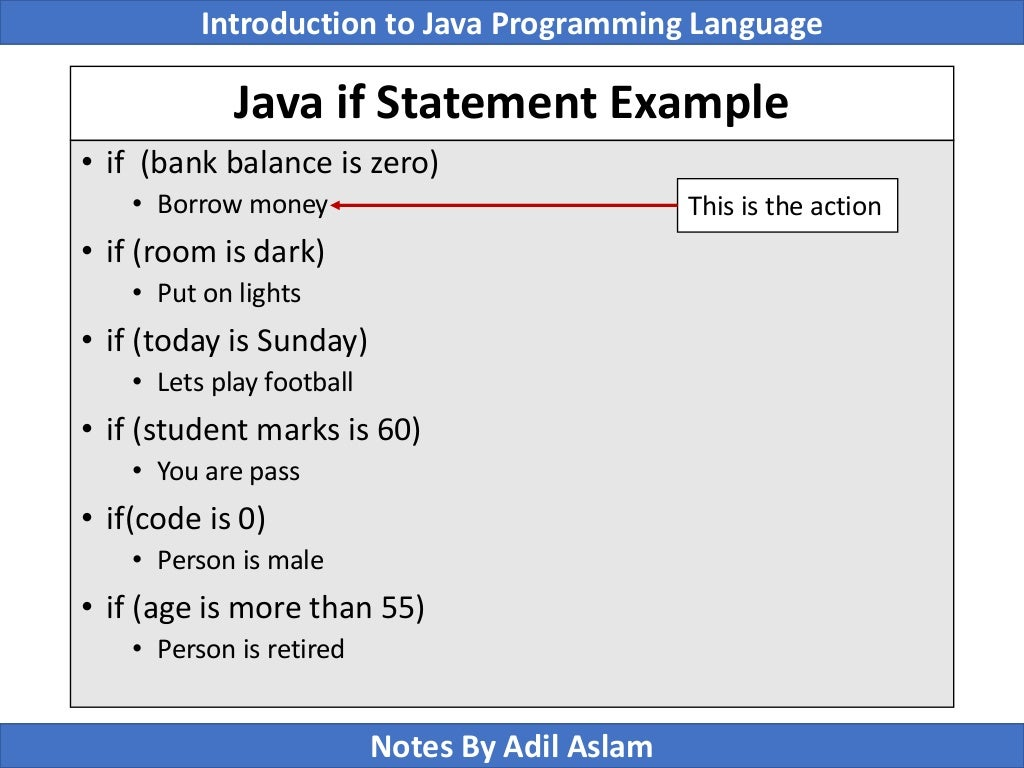 Introduction to Java Programming Language
Java if Statement Example
• if (bank balance is zero)
• Borrow money
This is the action
• if (room is dark)
• Put on lights
• if (today is Sunday)
• Lets play football
• if (student marks is 60)
• You are pass
• if(code is 0)
• Person is male
• if (age is more than 55)
• Person is retired
Notes By Adil Aslam